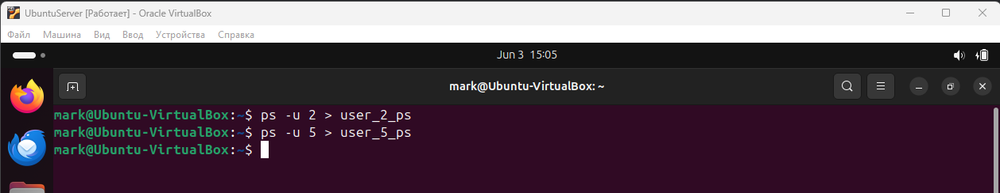 UbuntuServer [Работает] - Oracle VirtualBox
Файл Машина Вид Ввод Устройства Справка
Jun 3 15:05
mark@Ubuntu-VirtualBox: ~
mark@Ubuntu-VirtualBox:~$ ps -u 2 > user_2_ps
mark@Ubuntu-VirtualBox:~$ ps -u 5 > user_5_ps
mark@Ubuntu-VirtualBox:~$